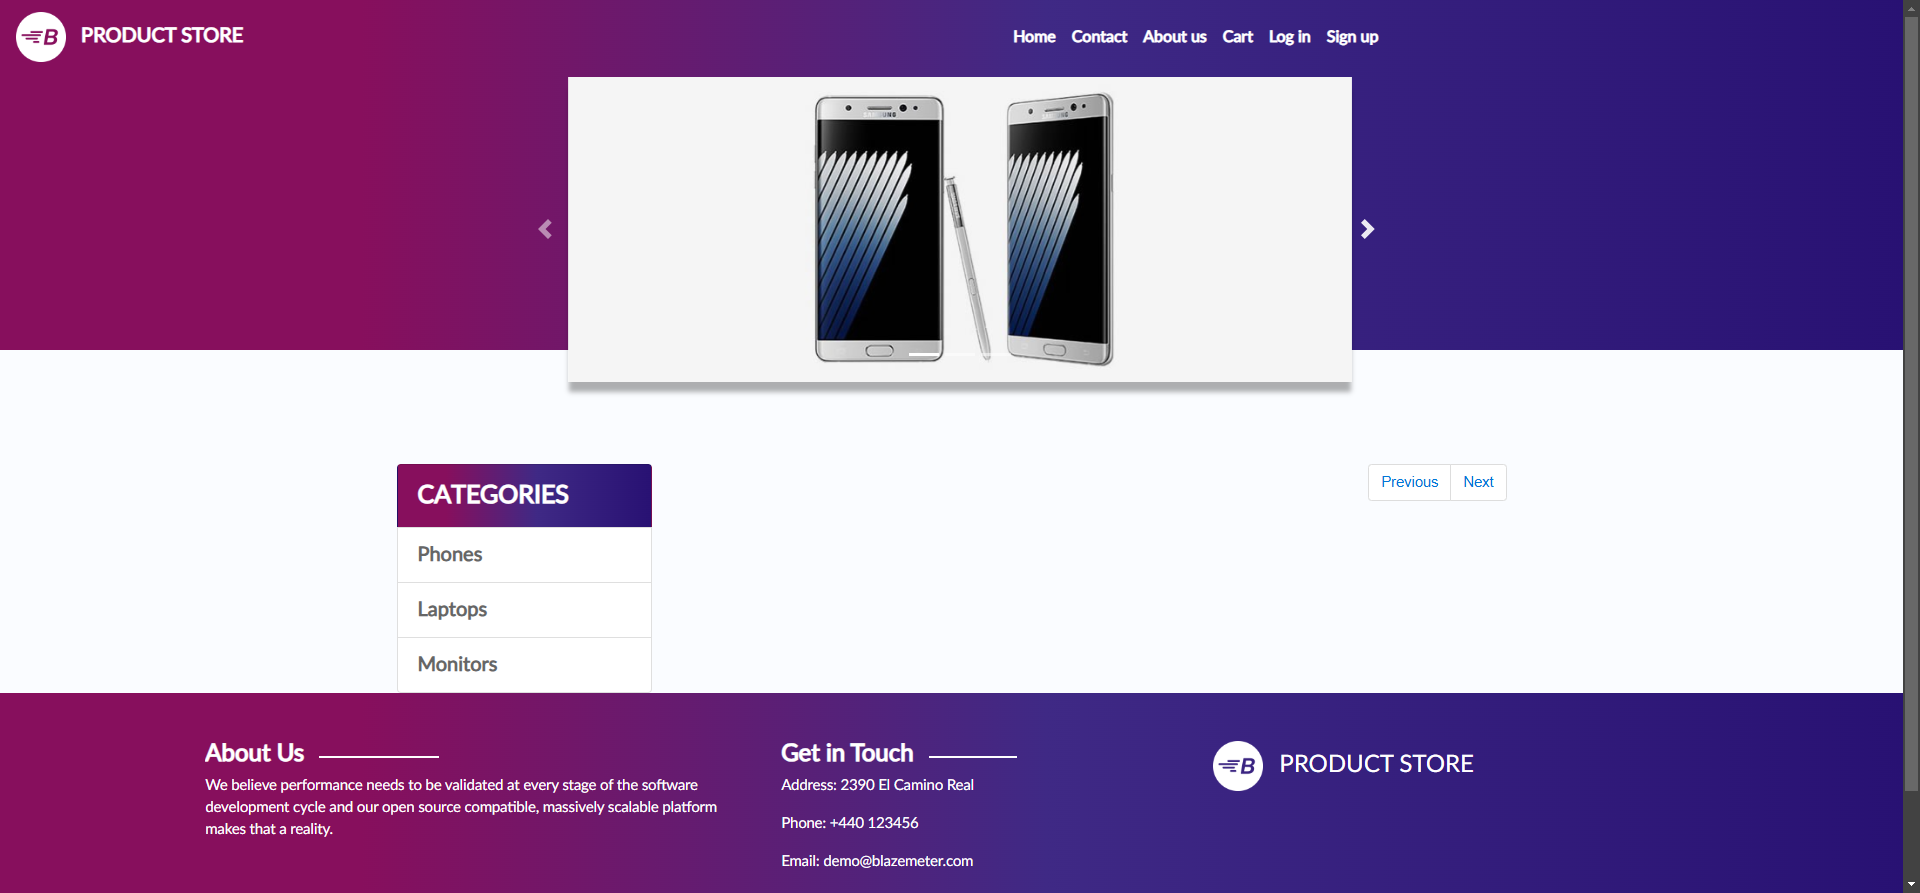 B PRODUCT STORE
Home Contact About us Cart Log in Sign up
SAMSUNG SAMSUNG
CATEGORIES
Phones
Laptops
Monitors
Previous Next
About Us
We believe performance needs to be validated at every stage of the software
development cycle and our open source compatible, massively scalable platform
makes that a reality.
Get in Touch
Address: 2390 El Camino Real
Phone: +440 123456
Email: demo@blazemeter.com
B PRODUCT STORE